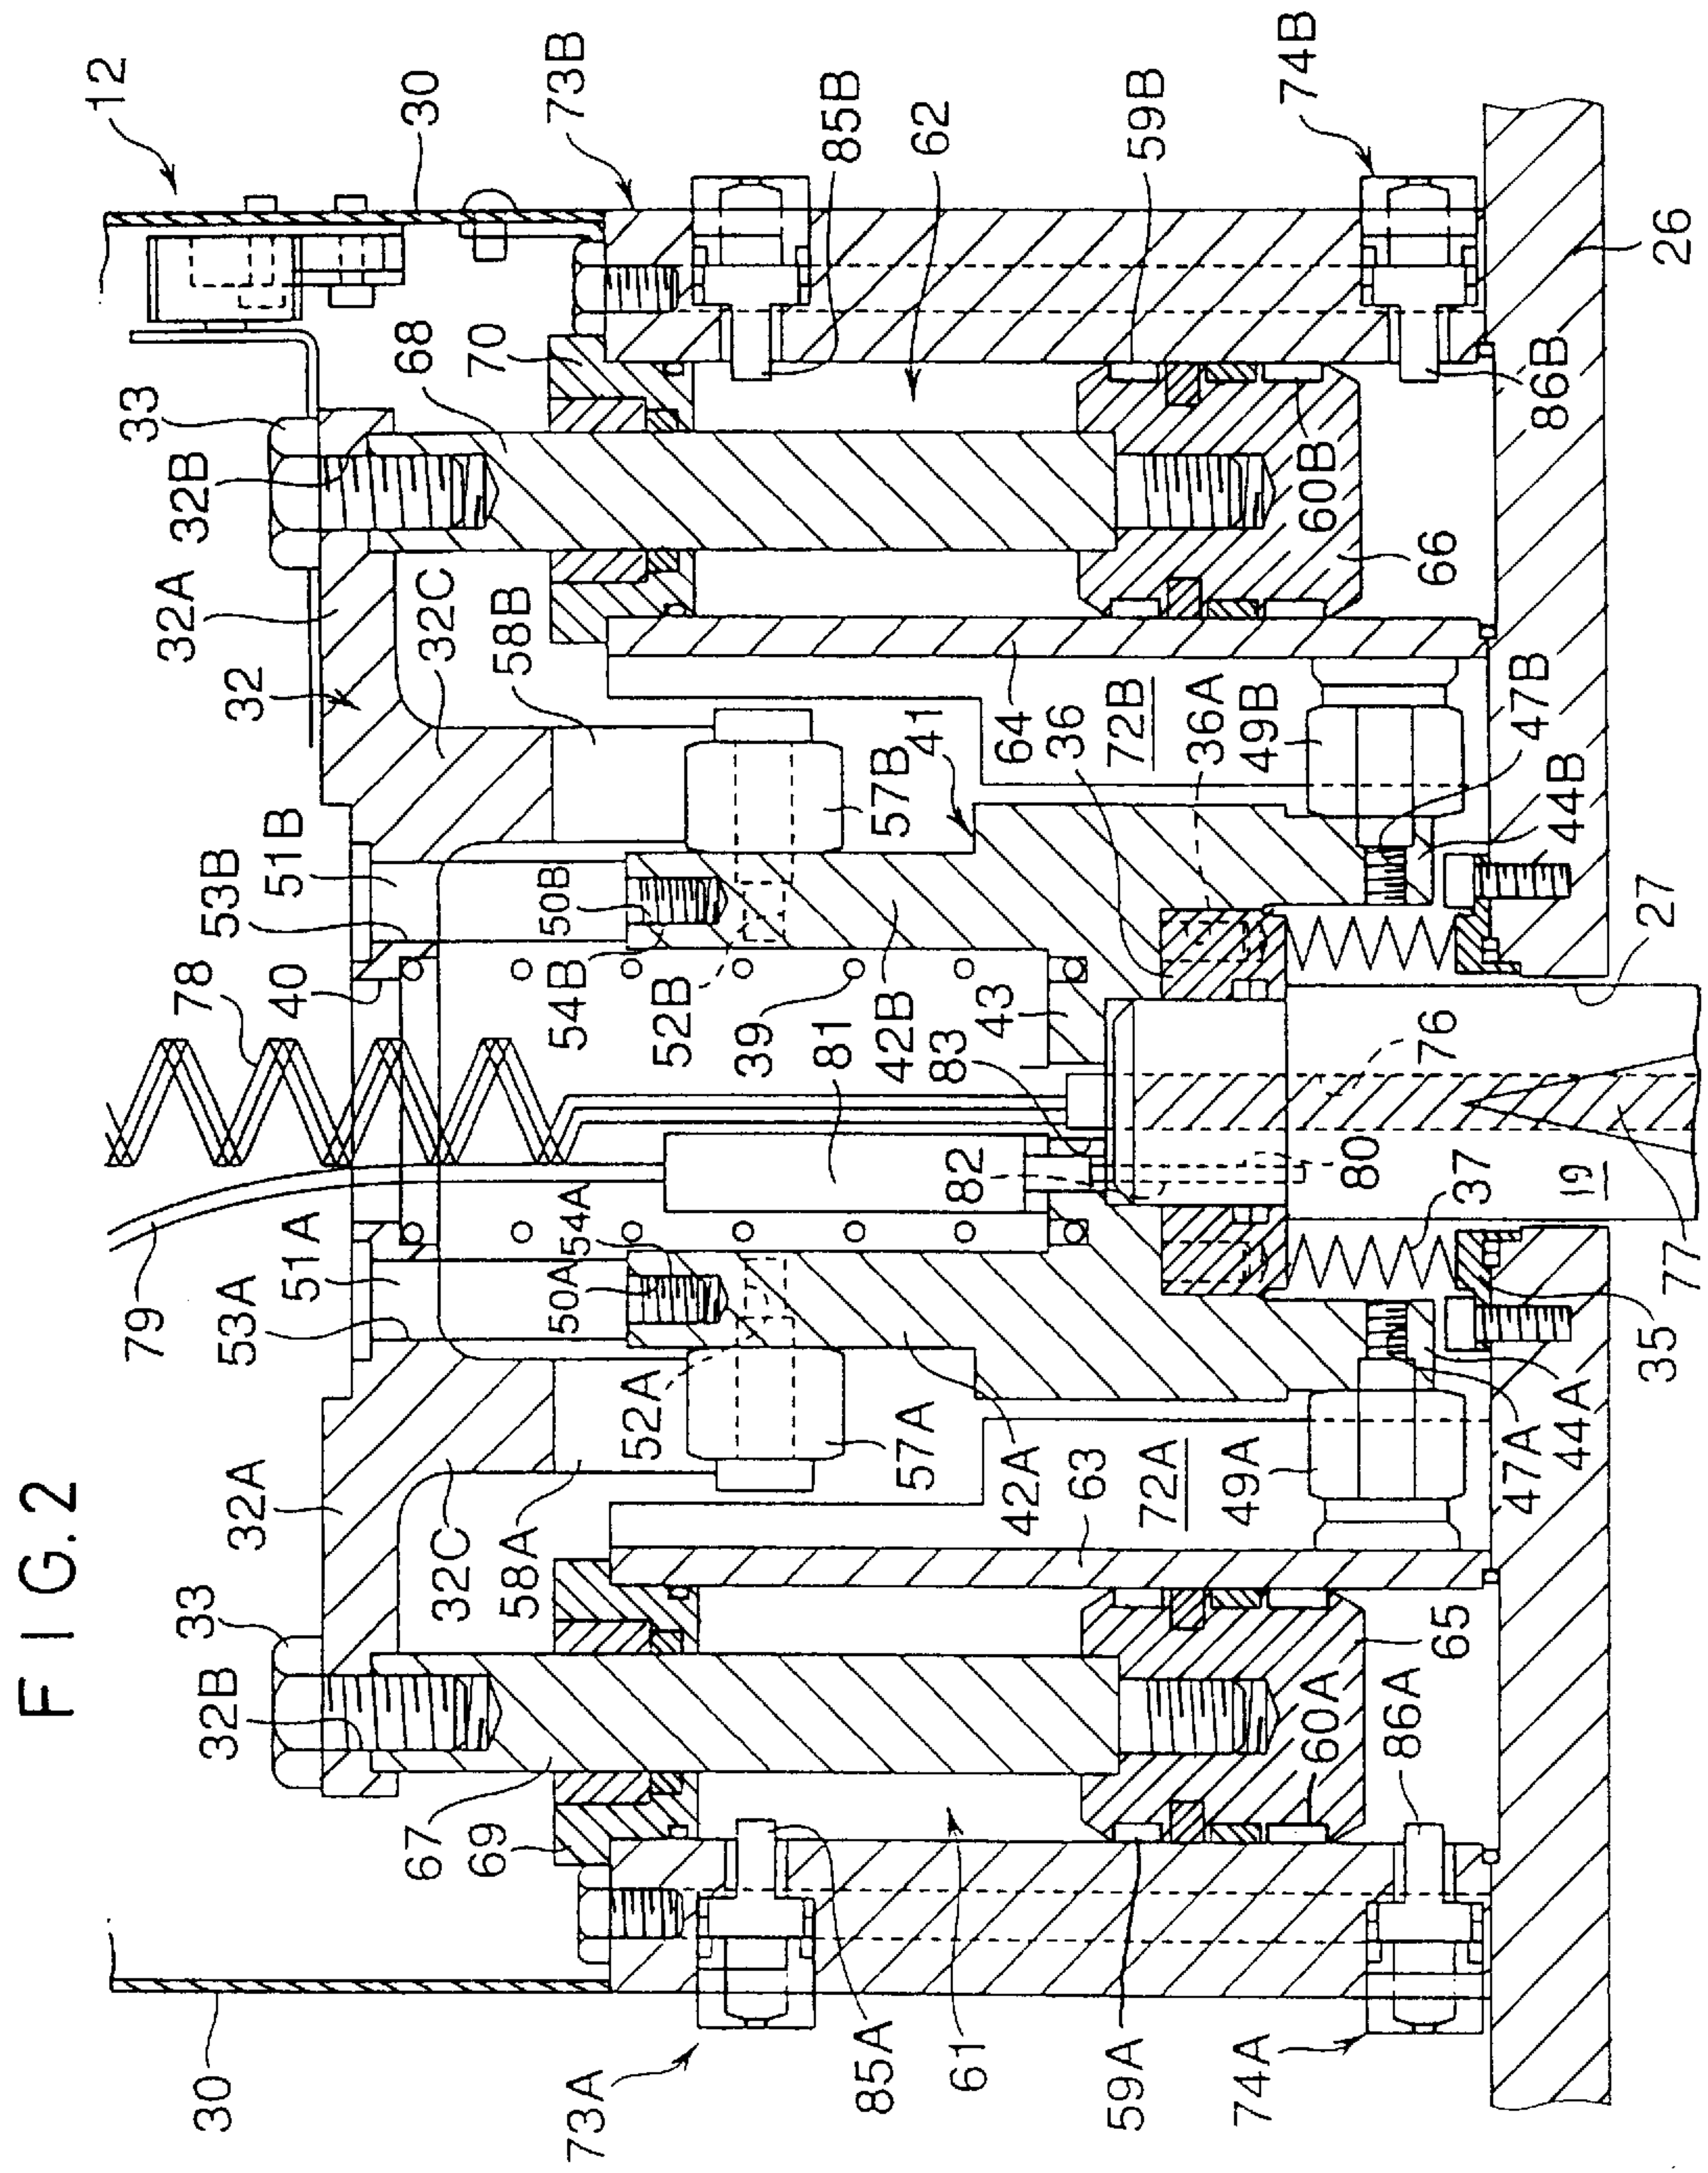 FIG.2
12
30
73B
85B
62
59B
74B
26
33
68
70
32B
32A
32C
58B
32
60B
66
86B
64
36
72B
36A
49B
47B
44B
41
57B
51B
53B
50B
54B
52B
39
42B
43
81
83
78
40
76
27
82
80
19
37
77
35
79
53A
51A
50A
54A
52A
57A
42A
63
72A
49A
47A
44A
32A
32C
58A
33
32B
67
69
65
60A
86A
30
73A
85A
61
59A
74A